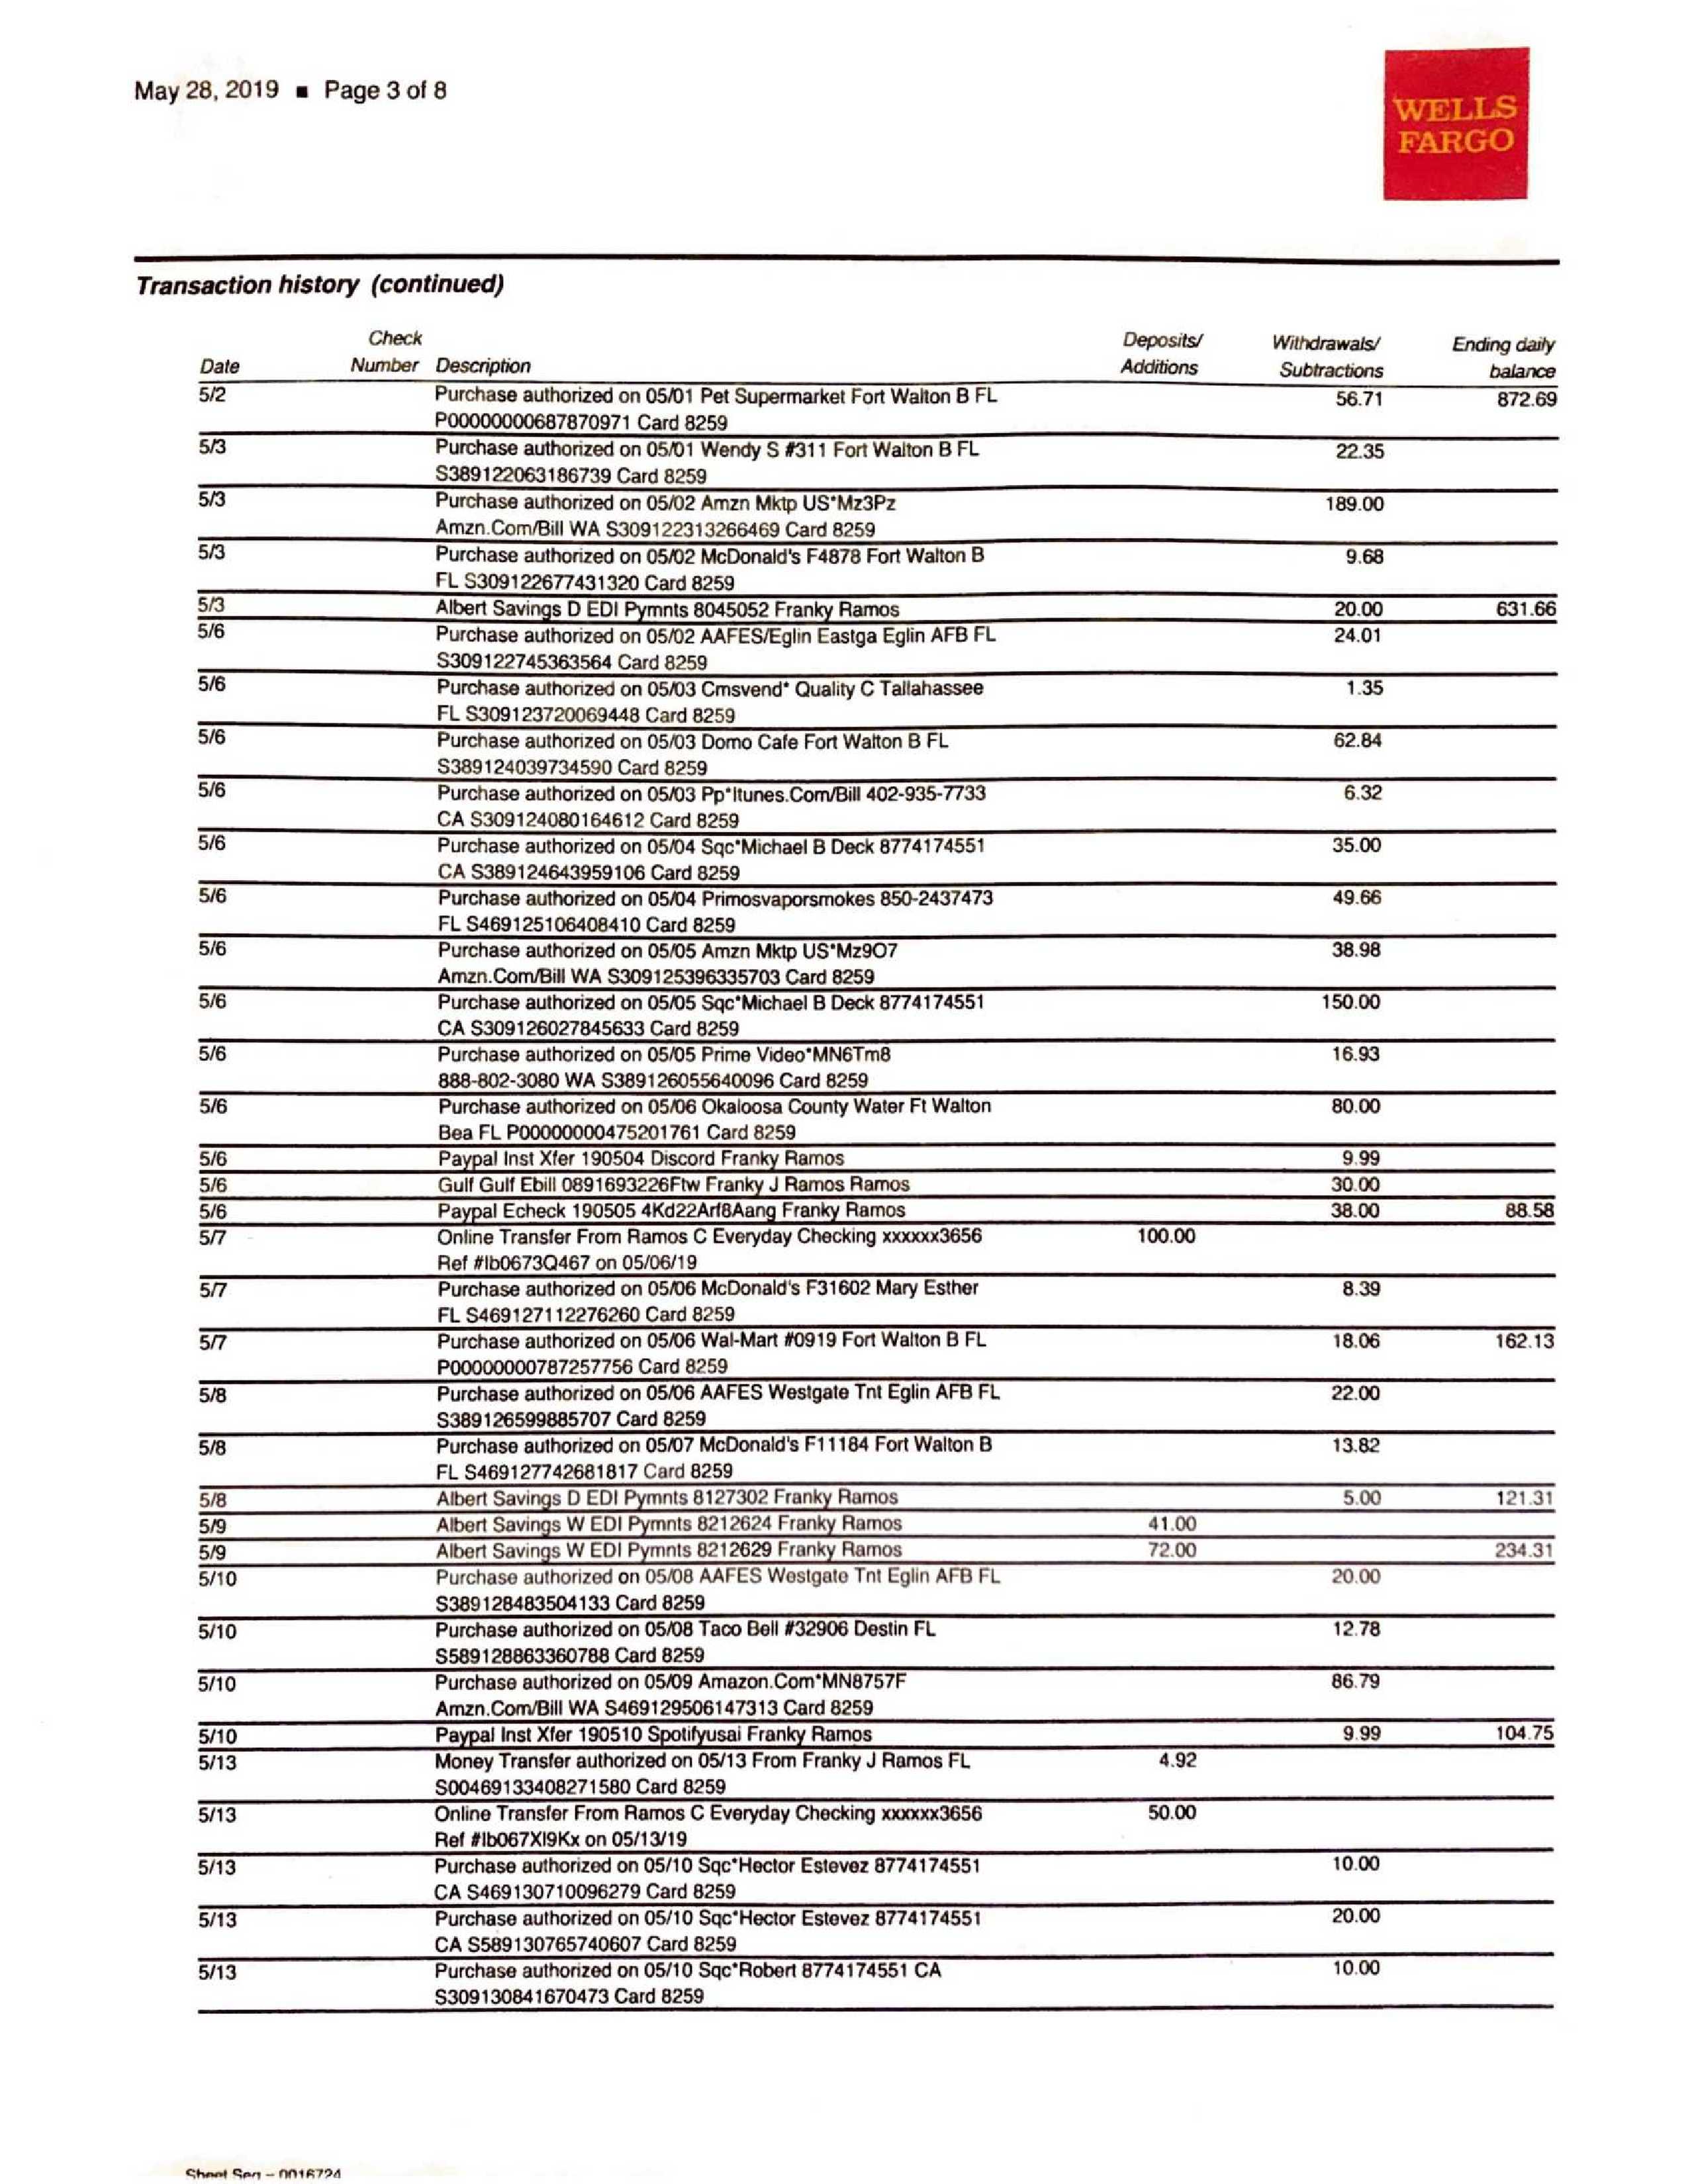 May 28, 2019 ■ Page 3 of 8
WELLS
FARGO
Transaction history (continued)
Check Deposits/ Withdrawals/ Ending daily
Date Number Description Additions Subtractions balance
5/2 Purchase authorized on 05/01 Pet Supermarket Fort Walton B FL 56.71 872.69
P00000000687870971 Card 8259
5/3 Purchase authorized on 05/01 Wendy S #311 Fort Walton B FL 22.35
S389122063186739 Card 8259
5/3 Purchase authorized on 05/02 Amzn Mktp US*Mz3Pz 189.00
Amzn.Com/Bill WA S309122313266469 Card 8259
5/3 Purchase authorized on 05/02 McDonald's F4878 Fort Walton B 9.68
FL S309122677431320 Card 8259
5/3 Albert Savings D EDI Pymnts 8045052 Franky Ramos 20.00 631.66
5/6 Purchase authorized on 05/02 AAFES/Eglin Eastga Eglin AFB FL 24.01
S309122745363564 Card 8259
5/6 Purchase authorized on 05/03 Cmsvend* Quality C Tallahassee 1.35
FL S309123720069448 Card 8259
5/6 Purchase authorized on 05/03 Domo Cafe Fort Walton B FL 62.84
S389124039734590 Card 8259
5/6 Purchase authorized on 05/03 Pp*Itunes.Com/Bill 402-935-7733 6.32
CA S309124080164612 Card 8259
5/6 Purchase authorized on 05/04 Sqc*Michael B Deck 8774174551 35.00
CA S389124643959106 Card 8259
5/6 Purchase authorized on 05/04 Primosvaporsmokes 850-2437473 49.66
FL S469125106408410 Card 8259
5/6 Purchase authorized on 05/05 Amzn Mktp US*Mz9O7 38.98
Amzn.Com/Bill WA S309125396335703 Card 8259
5/6 Purchase authorized on 05/05 Sqc*Michael B Deck 8774174551 150.00
CA S309126027845633 Card 8259
5/6 Purchase authorized on 05/05 Prime Video*MN6Tm8 16.93
888-802-3080 WA S389126055640096 Card 8259
5/6 Purchase authorized on 05/06 Okaloosa County Water Ft Walton 80.00
Bea FL P00000000475201761 Card 8259
5/6 Paypal Inst Xfer 190504 Discord Franky Ramos 9.99
5/6 Gulf Gulf Ebill 0891693226Ftw Franky J Ramos Ramos 30.00
5/6 Paypal Echeck 190505 4Kd22Arf8Aang Franky Ramos 38.00 88.58
5/7 Online Transfer From Ramos C Everyday Checking xxxxxx3656 100.00
Ref #Ib0673Q467 on 05/06/19
5/7 Purchase authorized on 05/06 McDonald's F31602 Mary Esther 8.39
FL S469127112276260 Card 8259
5/7 Purchase authorized on 05/06 Wal-Mart #0919 Fort Walton B FL 18.06 162.13
P00000000787257756 Card 8259
5/8 Purchase authorized on 05/06 AAFES Westgate Tnt Eglin AFB FL 22.00
S389126599885707 Card 8259
5/8 Purchase authorized on 05/07 McDonald's F11184 Fort Walton B 13.82
FL S469127742681817 Card 8259
5/8 Albert Savings D EDI Pymnts 8127302 Franky Ramos 5.00 121.31
5/9 Albert Savings W EDI Pymnts 8212624 Franky Ramos 41.00
5/9 Albert Savings W EDI Pymnts 8212629 Franky Ramos 72.00 234.31
5/10 Purchase authorized on 05/08 AAFES Westgate Tnt Eglin AFB FL 20.00
S389128483504133 Card 8259
5/10 Purchase authorized on 05/08 Taco Bell #32906 Destin FL 12.78
S589128863360788 Card 8259
5/10 Purchase authorized on 05/09 Amazon.Com*MN8757F 86.79
Amzn.Com/Bill WA S469129506147313 Card 8259
5/10 Paypal Inst Xfer 190510 Spotifyusai Franky Ramos 9.99 104.75
5/13 Money Transfer authorized on 05/13 From Franky J Ramos FL 4.92
S00469133408271580 Card 8259
5/13 Online Transfer From Ramos C Everyday Checking xxxxxx3656 50.00
Ref #Ib067XI9Kx on 05/13/19
5/13 Purchase authorized on 05/10 Sqc*Hector Estevez 8774174551 10.00
CA S469130710096279 Card 8259
5/13 Purchase authorized on 05/10 Sqc*Hector Estevez 8774174551 20.00
CA S589130765740607 Card 8259
5/13 Purchase authorized on 05/10 Sqc*Robert 8774174551 CA 10.00
S309130841670473 Card 8259
Sheet Seq – 0016724